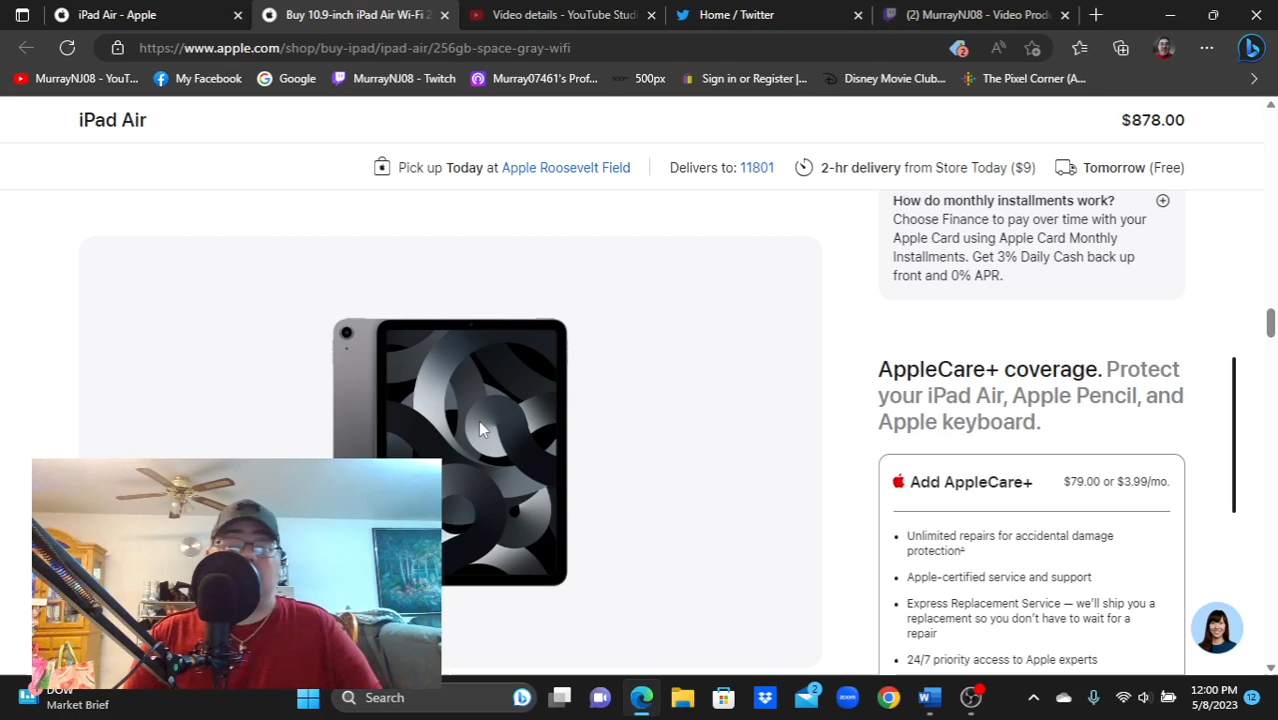 iPad Air - Apple
Buy 10.9-inch iPad Air Wi-Fi 2
Video details - YouTube Studi
Home / Twitter
(2) MurrayNJ08 - Video Prod
https://www.apple.com/shop/buy-ipad/ipad-air/256gb-space-gray-wifi
2
MurrayNJ08 - YouT...
My Facebook
Google
MurrayNJ08 - Twitch
Murray07461's Prof...
500px
Sign in or Register |...
Disney Movie Club...
The Pixel Corner (A...
iPad Air
$878.00
Pick up Today at Apple Roosevelt Field
Delivers to: 11801
2-hr delivery from Store Today ($9)
Tomorrow (Free)
How do monthly installments work?
Choose Finance to pay over time with your
Apple Card using Apple Card Monthly
Installments. Get 3% Daily Cash back up
front and 0% APR.
AppleCare+ coverage. Protect
your iPad Air, Apple Pencil, and
Apple keyboard.
Add AppleCare+
$79.00 or $3.99/mo.
• Unlimited repairs for accidental damage
protection
• Apple-certified service and support
• Express Replacement Service — we'll ship you a
replacement so you don't have to wait for a
repair
• 24/7 priority access to Apple experts
DOW
Market Brief
Search
2
zoom
12:00 PM
5/8/2023
12